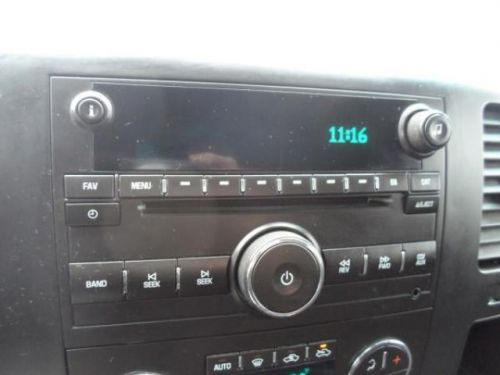 11:16
FAV
MENU
CAT
EJECT
BAND
SEEK
SEEK
REV
FWD
AUTO